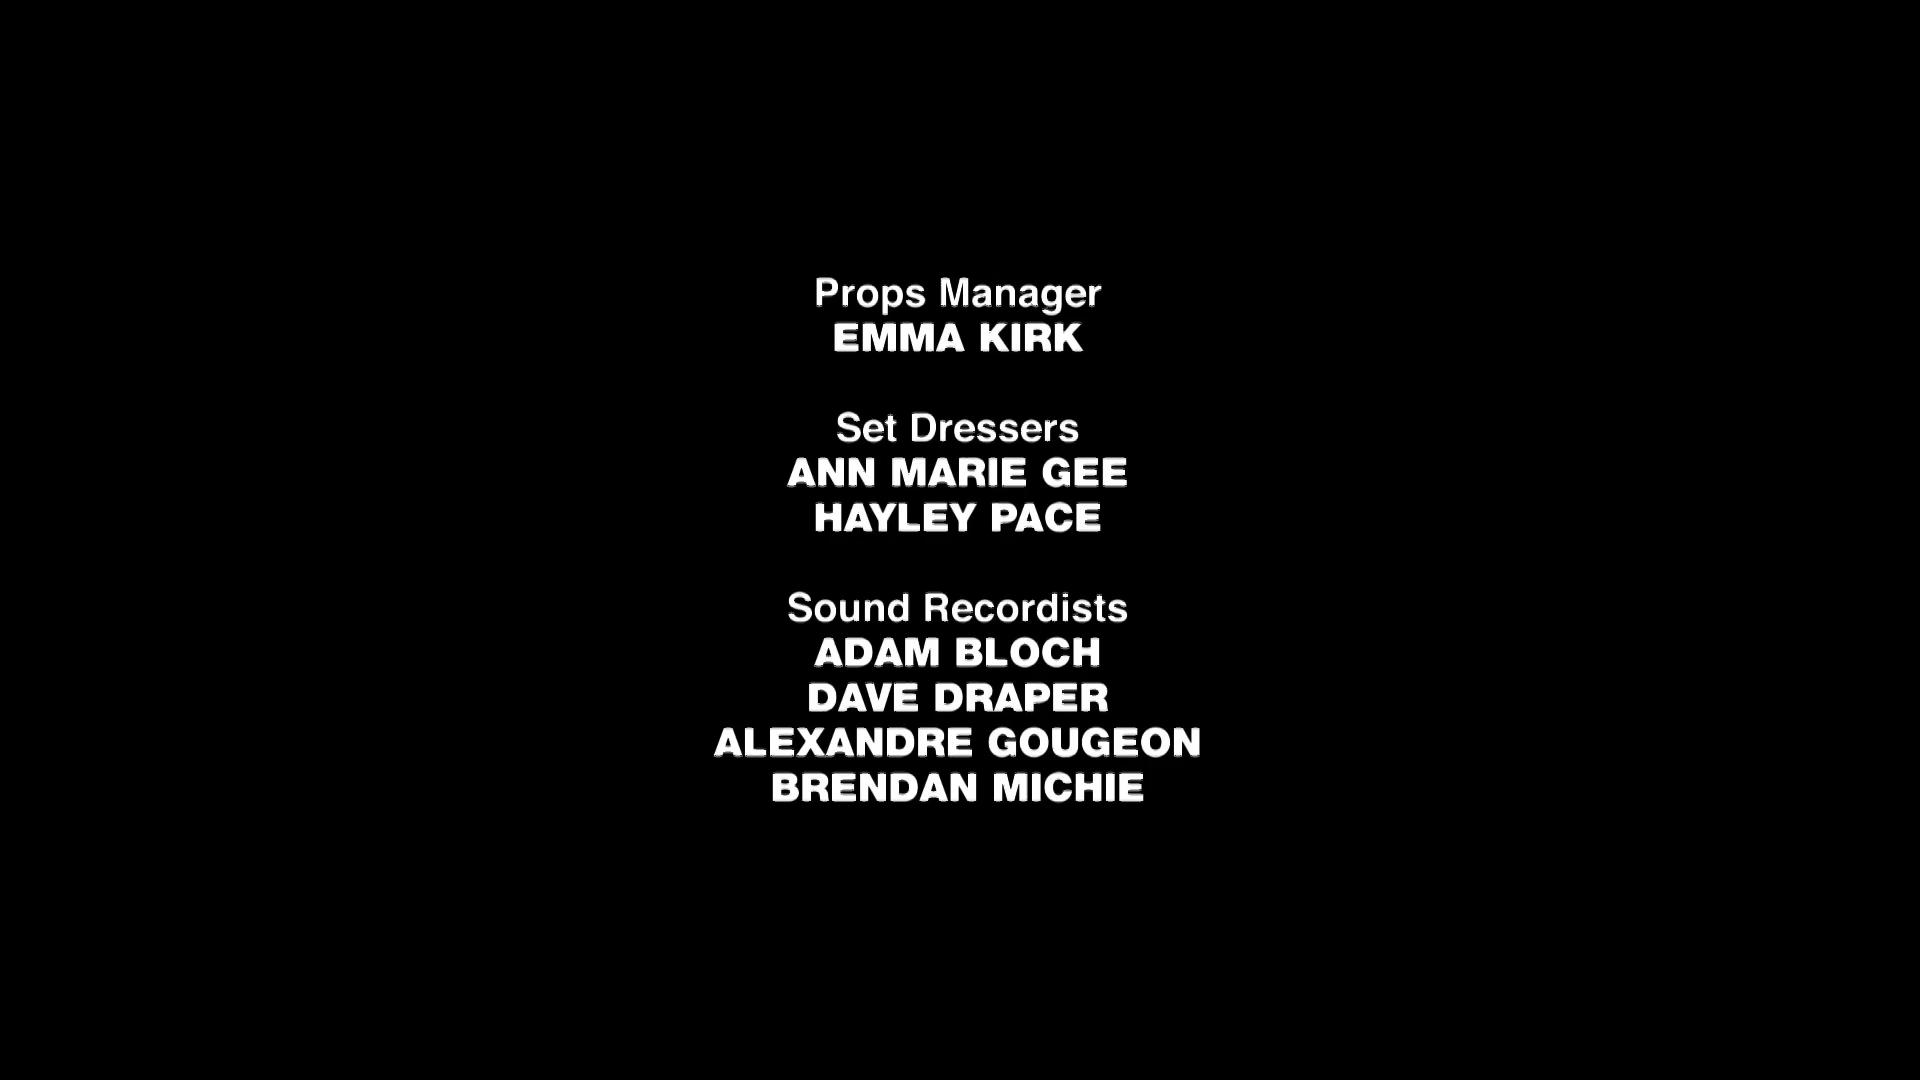 Props Manager
EMMA KIRK
Set Dressers
ANN MARIE GEE
HAYLEY PACE
Sound Recordists
ADAM BLOCH
DAVE DRAPER
ALEXANDRE GOUGEON
BRENDAN MICHIE